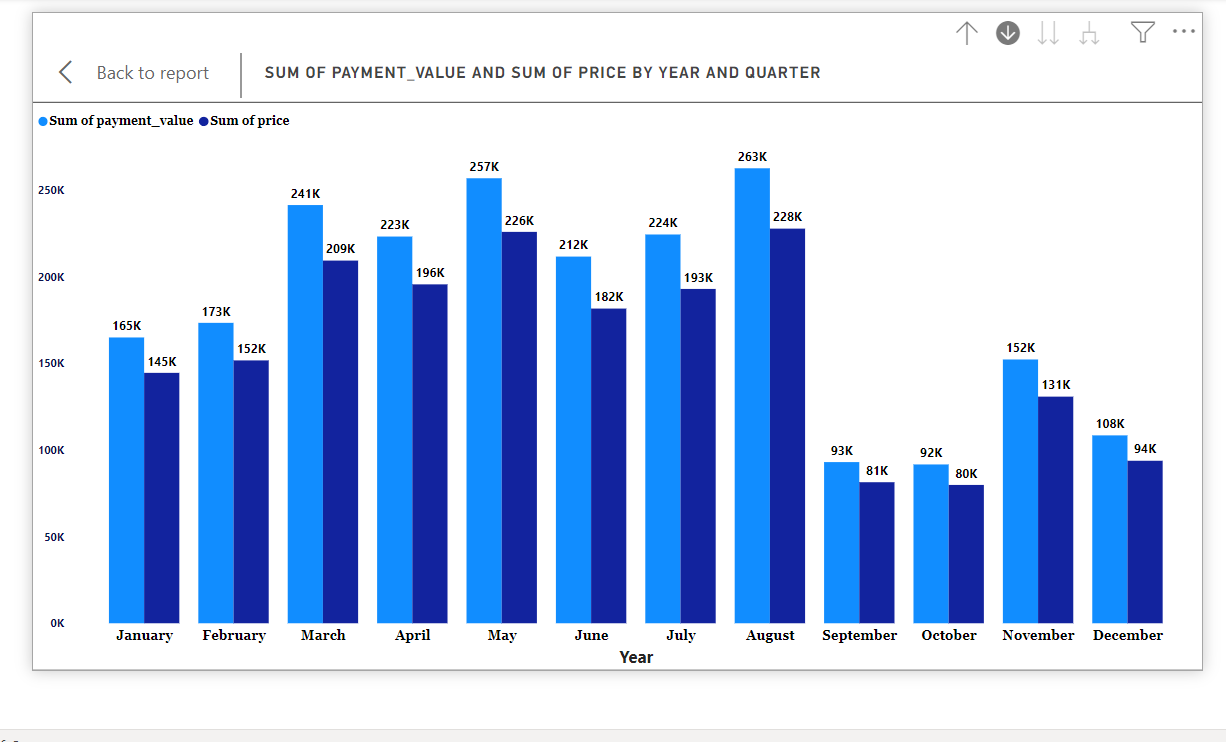 Back to report
SUM OF PAYMENT_VALUE AND SUM OF PRICE BY YEAR AND QUARTER
Sum of payment_value Sum of price
263K
257K
250K
241K
228K
226K
223K
224K
212K
209K
200K
196K
193K
182K
173K
165K
152K
152K
150K
145K
131K
108K
100K
93K
92K
94K
81K
80K
50K
0K
January February March April May June July August September October November December
Year